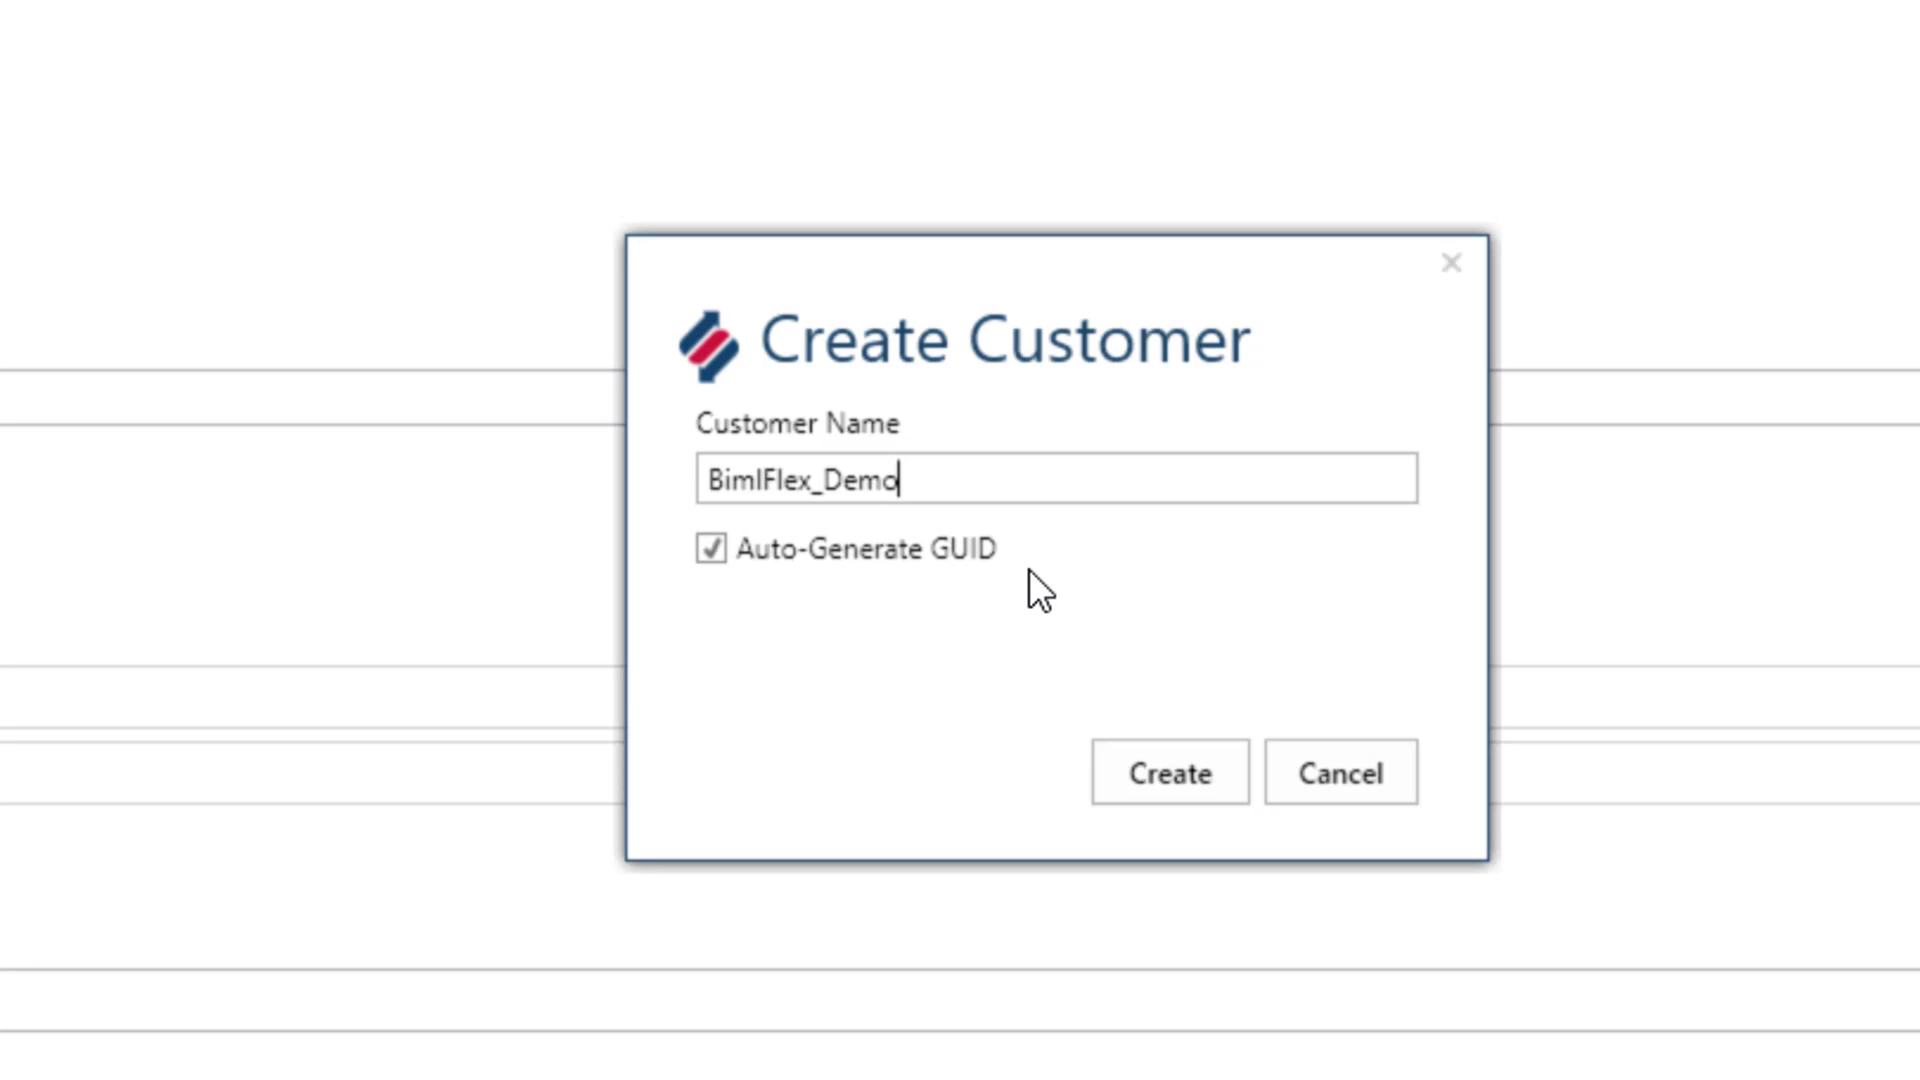 Create Customer
Customer Name
BimlFlex_Demo
Auto-Generate GUID
Create
Cancel